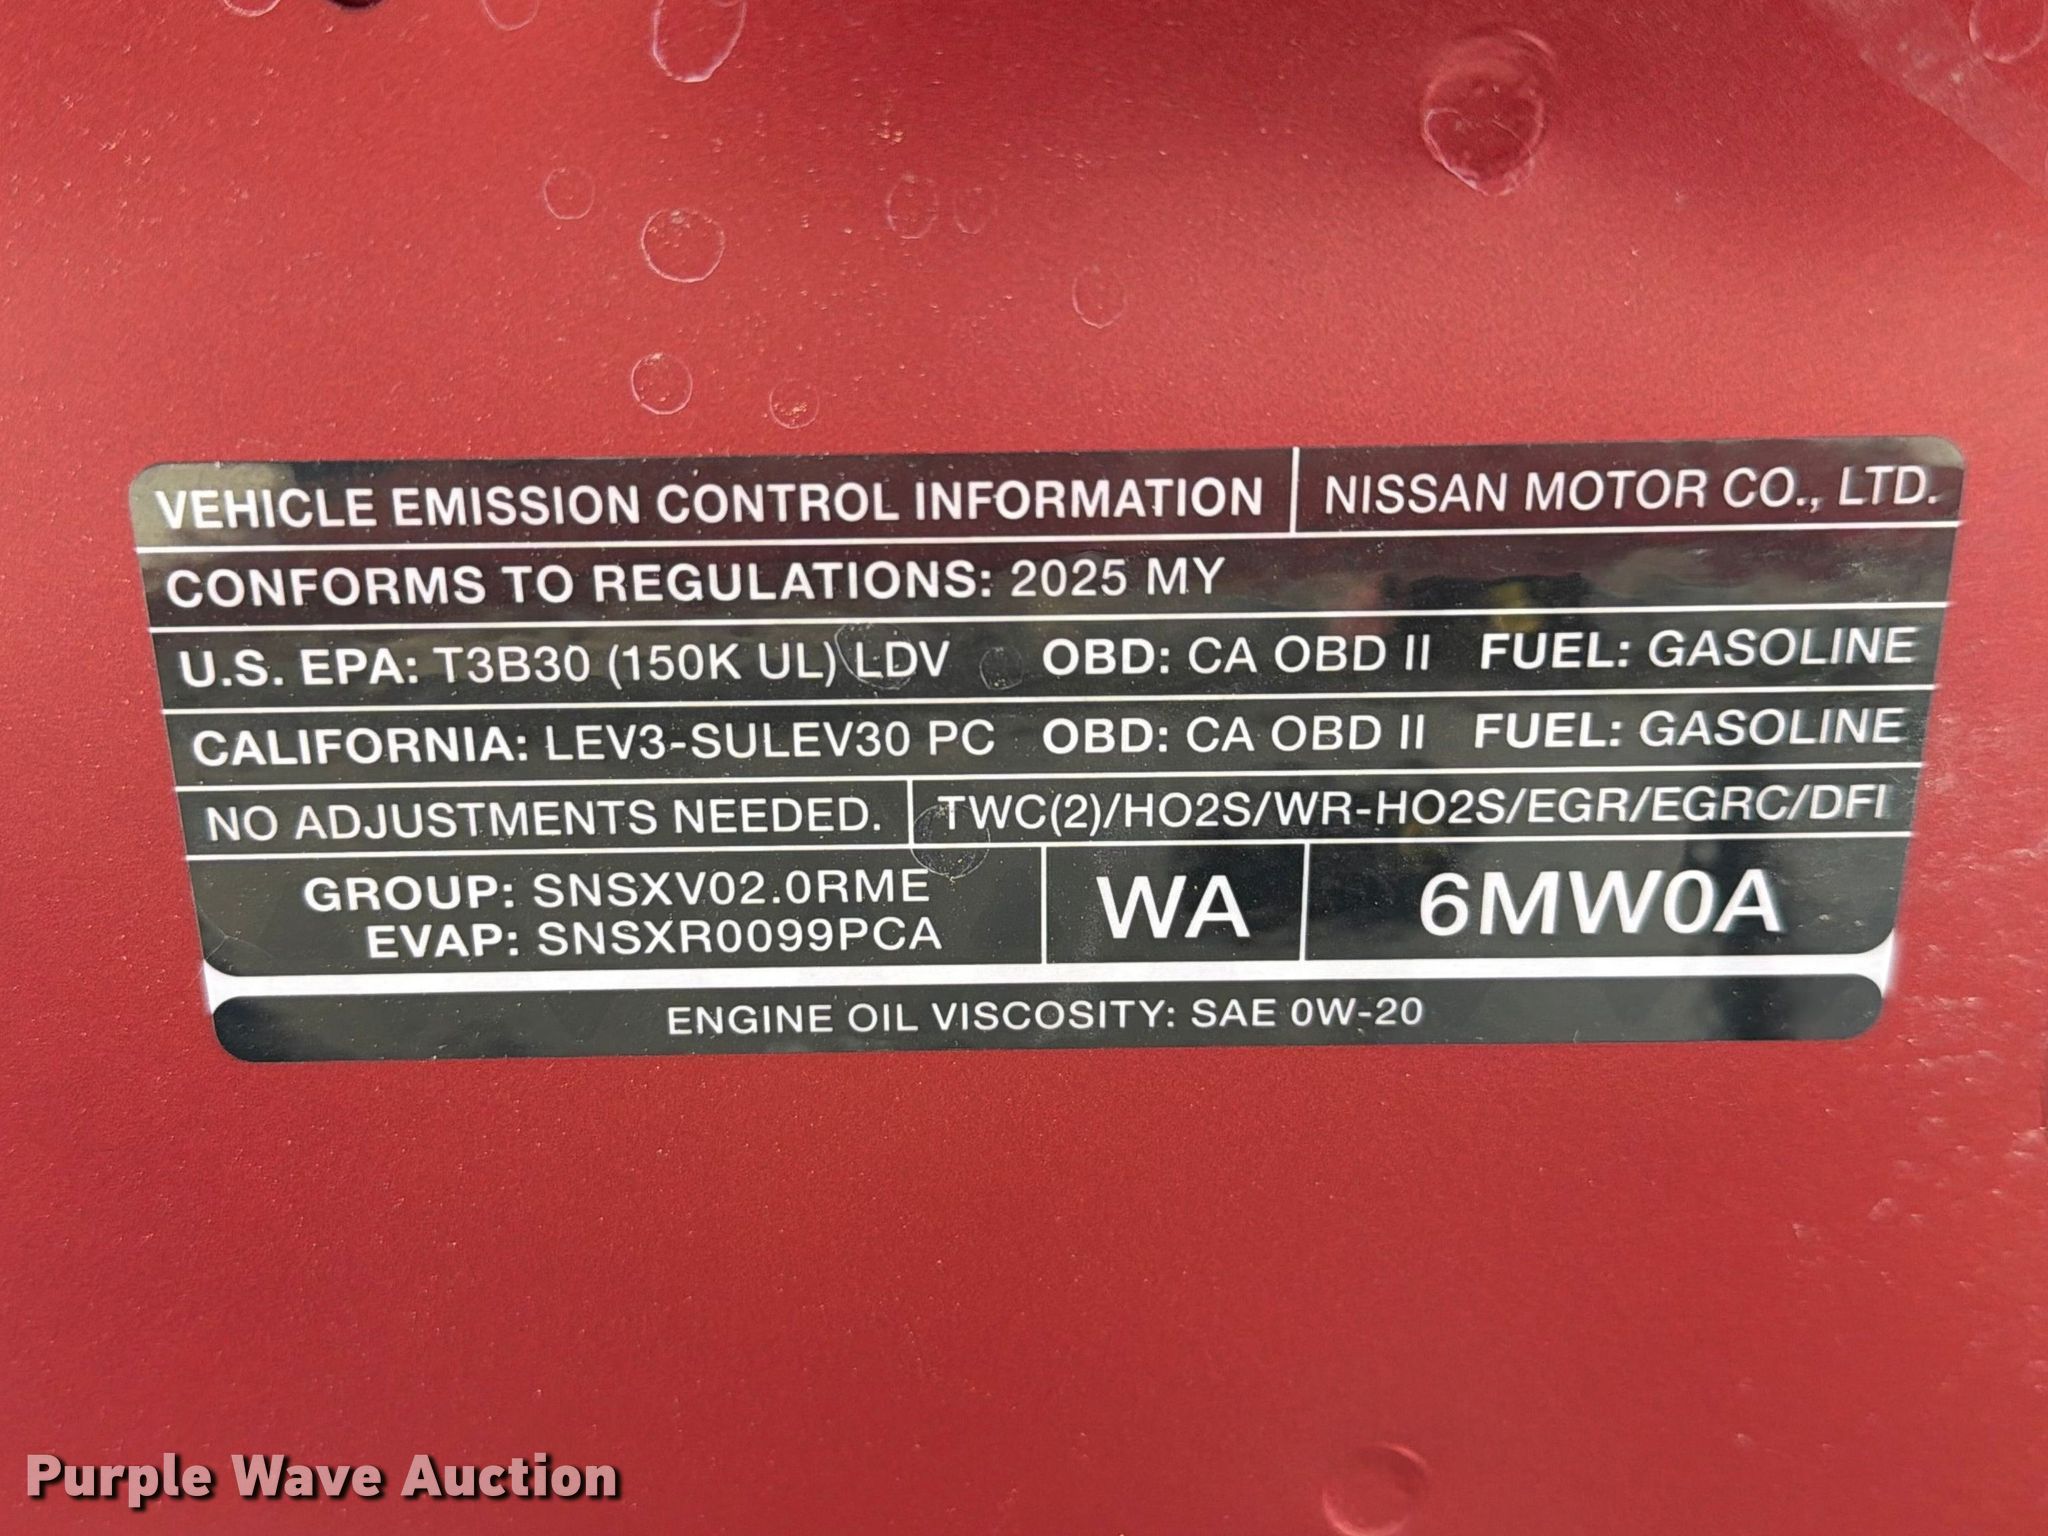 VEHICLE EMISSION CONTROL INFORMATION NISSAN MOTOR CO., LTD.
CONFORMS TO REGULATIONS: 2025 MY
U.S. EPA: T3B30 (150K UL) LDV OBD: CA OBD II FUEL: GASOLINE
CALIFORNIA: LEV3-SULEV30 PC OBD: CA OBD II FUEL: GASOLINE
NO ADJUSTMENTS NEEDED. TWC(2)/HO2S/WR-HO2S/EGR/EGRC/DFI
GROUP: SNSXV02.0RME
EVAP: SNSXR0099PCA
WA
6MW0A
ENGINE OIL VISCOSITY: SAE 0W-20
Purple Wave Auction